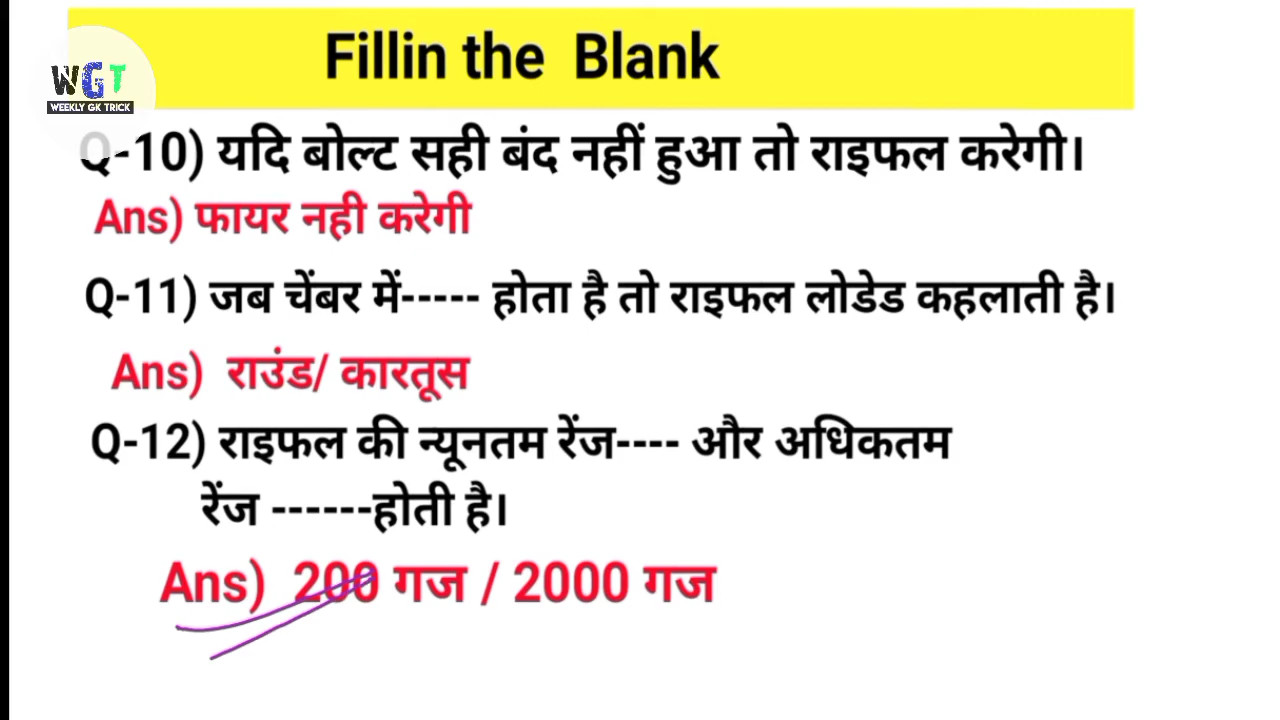 Fillin the Blank
WGT
WEEKLY GK TRICK
Q-10) यदि बोल्ट सही बंद नहीं हुआ तो राइफल करेगी।
Ans) फायर नही करेगी
Q-11) जब चेंबर में----- होता है तो राइफल लोडेड कहलाती है।
Ans) राउंड/ कारतूस
Q-12) राइफल की न्यूनतम रेंज---- और अधिकतम
रेंज ------होती है।
Ans) 200 गज / 2000 गज